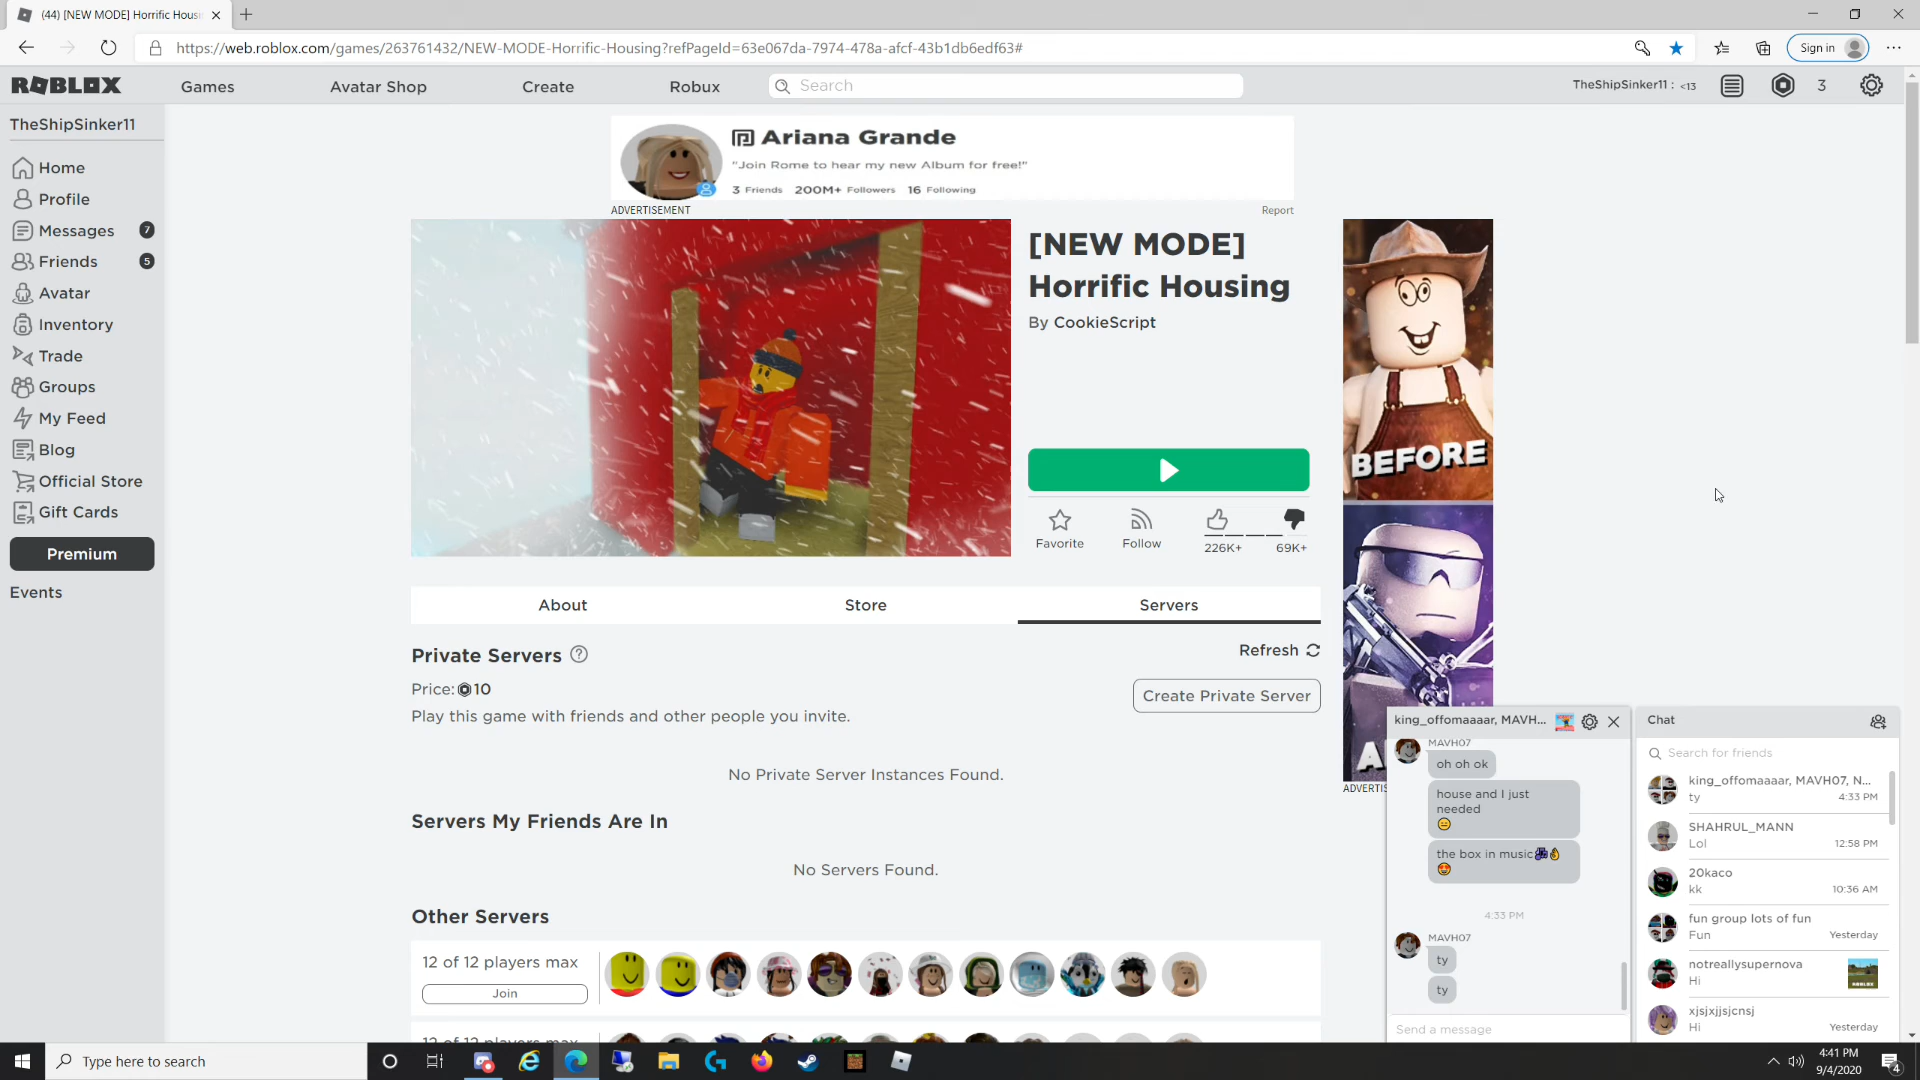 (44) [NEW MODE] Horrific Hous
https://web.roblox.com/games/263761432/NEW-MODE-Horrific-Housing?refPageId=63e067da-7974-478a-afcf-43b1db6edf63#
Sign in
ROBLOX
Games
Avatar Shop
Create
Robux
Search
TheShipSinker11 : <13
3
TheShipSinker11
Home
Profile
Messages 7
Friends 5
Avatar
Inventory
Trade
Groups
My Feed
Blog
Official Store
Gift Cards
Premium
Events
Ariana Grande
"Join Rome to hear my new Album for free!"
3 Friends 200M+ Followers 16 Following
ADVERTISEMENT
Report
[NEW MODE]
Horrific Housing
By CookieScript
Favorite
Follow
226K+
69K+
BEFORE
A
ADVERTIS
About
Store
Servers
Private Servers
Refresh
Price: 10
Create Private Server
Play this game with friends and other people you invite.
No Private Server Instances Found.
Servers My Friends Are In
No Servers Found.
Other Servers
12 of 12 players max
Join
12 of 12 players max
king_offomaaaar, MAVH...
MAVH07
oh oh ok
house and I just
needed
😐
the box in music🎆👌
😍
4:33 PM
MAVH07
ty
ty
Send a message
Chat
Search for friends
king_offomaaaar, MAVH07, N...
ty 4:33 PM
SHAHRUL_MANN
Lol 12:58 PM
20kaco
kk 10:36 AM
fun group lots of fun
Fun Yesterday
notreallysupernova
Hi
ROBLOX
xjsjxjjsjcnsj
Hi Yesterday
Type here to search
4:41 PM
9/4/2020
4